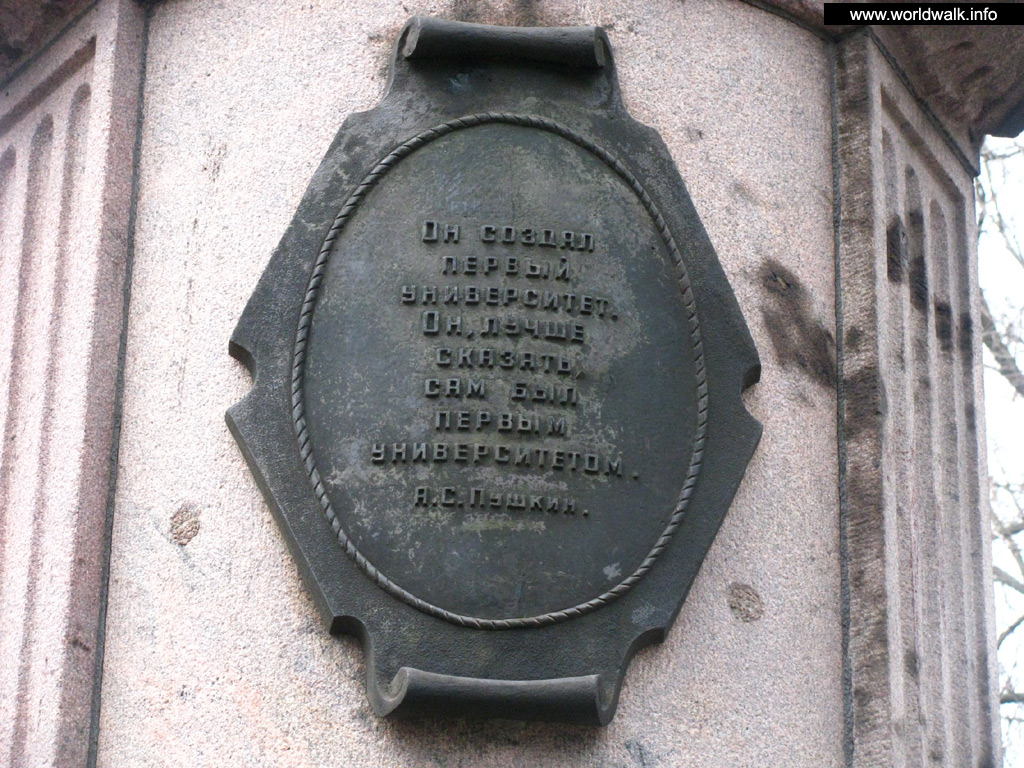 www.worldwalk.info
Он создал
первый
университет.
Он, лучше
сказать,
сам был
первым
университетом.
А.С.Пушкин.